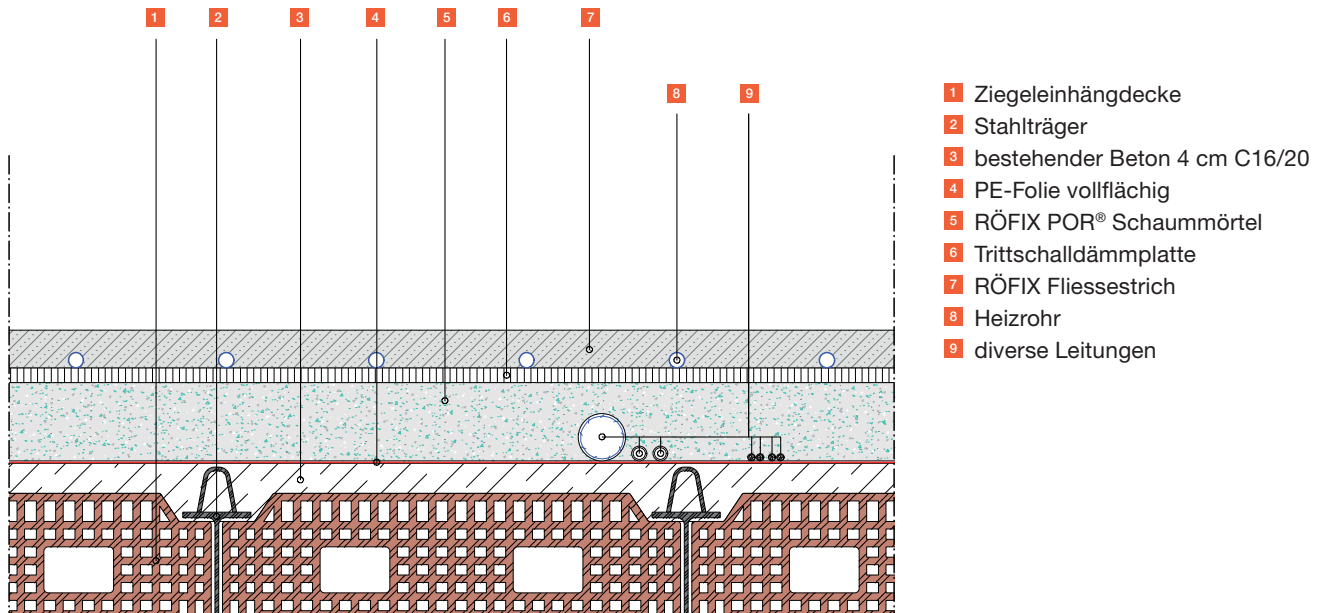 1 2 3 4 5 6 7
8 9
1 Ziegeleinhängdecke
2 Stahlträger
3 bestehender Beton 4 cm C16/20
4 PE-Folie vollflächig
5 RÖFIX POR® Schaummörtel
6 Trittschalldämmplatte
7 RÖFIX Fliessestrich
8 Heizrohr
9 diverse Leitungen